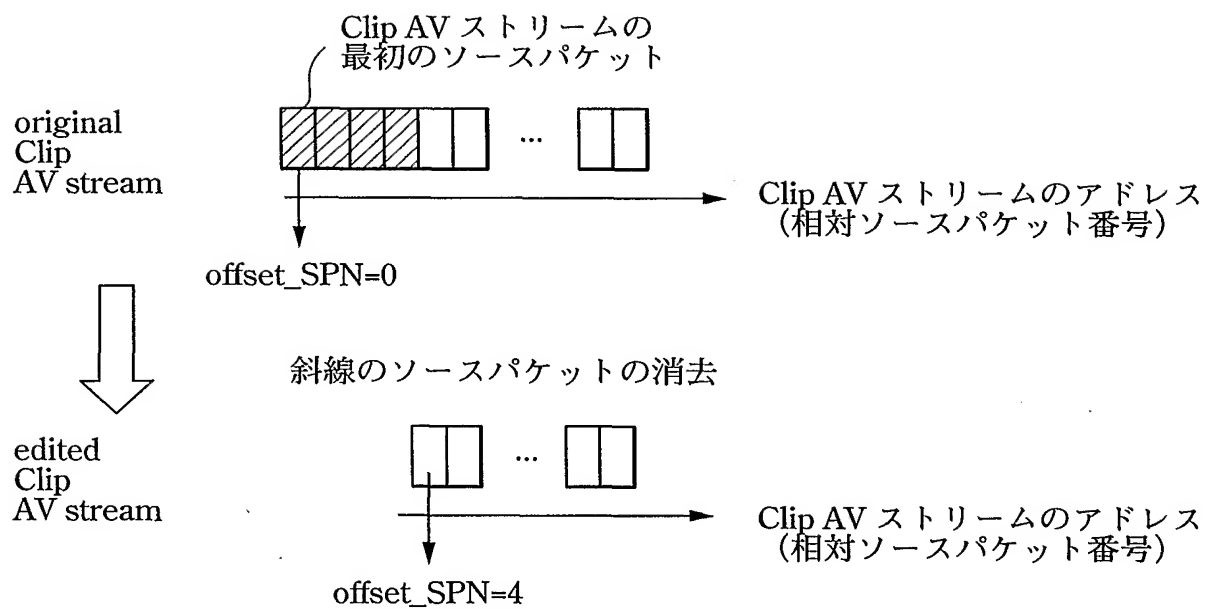 Clip AV ストリームの
最初のソースパケット
original
Clip
AV stream
...
Clip AV ストリームのアドレス
(相対ソースパケット番号)
offset_SPN=0
斜線のソースパケットの消去
edited
Clip
AV stream
...
Clip AV ストリームのアドレス
(相対ソースパケット番号)
offset_SPN=4